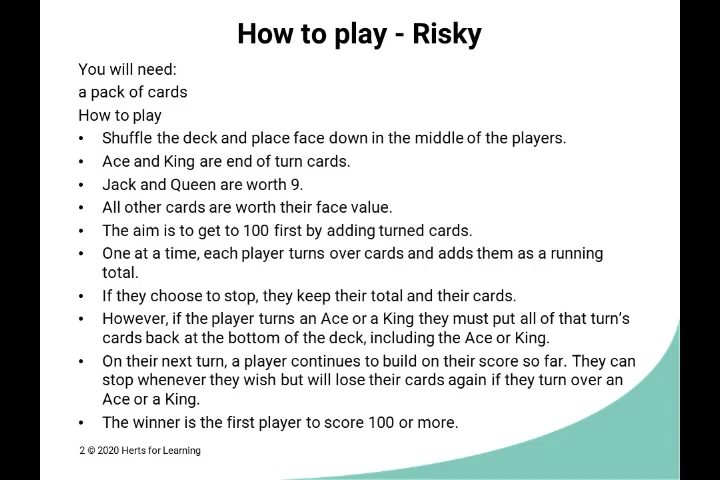 How to play - Risky
You will need:
a pack of cards
How to play
• Shuffle the deck and place face down in the middle of the players.
• Ace and King are end of turn cards.
• Jack and Queen are worth 9.
• All other cards are worth their face value.
• The aim is to get to 100 first by adding turned cards.
• One at a time, each player turns over cards and adds them as a running
total.
• If they choose to stop, they keep their total and their cards.
• However, if the player turns an Ace or a King they must put all of that turn’s
cards back at the bottom of the deck, including the Ace or King.
• On their next turn, a player continues to build on their score so far. They can
stop whenever they wish but will lose their cards again if they turn over an
Ace or a King.
• The winner is the first player to score 100 or more.
2 © 2020 Herts for Learning